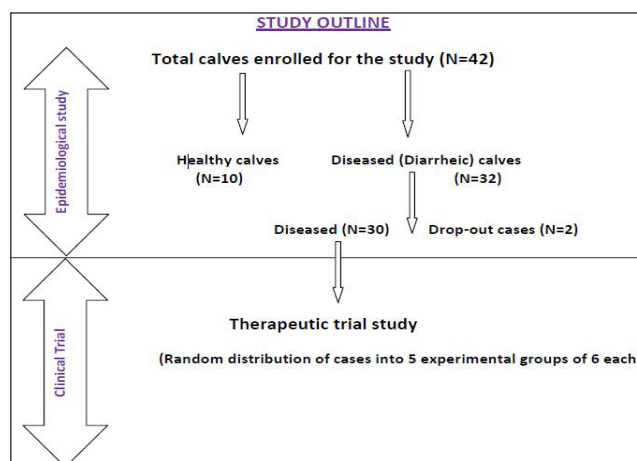 STUDY OUTLINE
Total calves enrolled for the study (N=42)
Healthy calves
(N=10)
Diseased (Diarrheic) calves
(N=32)
Diseased (N=30)
Drop-out cases (N=2)
Epidemiological study
Therapeutic trial study
(Random distribution of cases into 5 experimental groups of 6 each
Clinical Trial